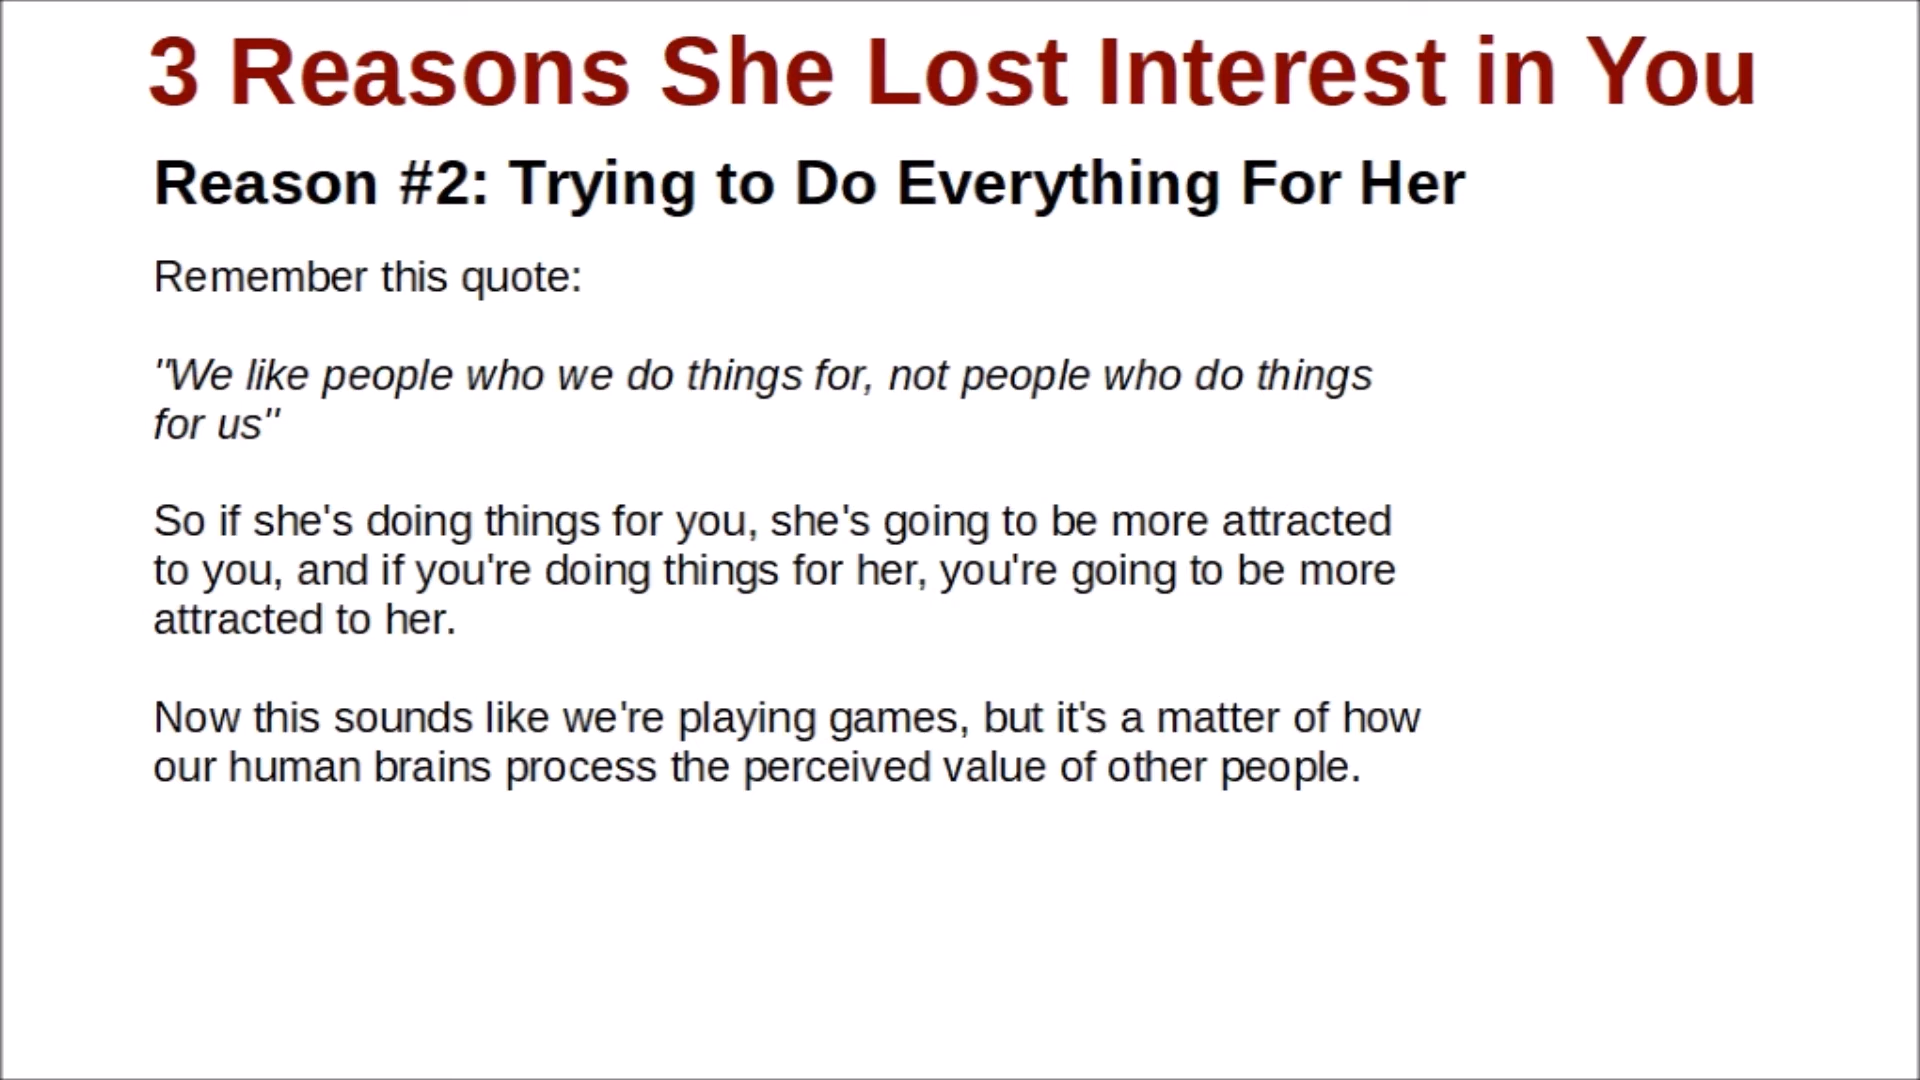 3 Reasons She Lost Interest in You
Reason #2: Trying to Do Everything For Her
Remember this quote:
"We like people who we do things for, not people who do things
for us"
So if she's doing things for you, she's going to be more attracted
to you, and if you're doing things for her, you're going to be more
attracted to her.
Now this sounds like we're playing games, but it's a matter of how
our human brains process the perceived value of other people.